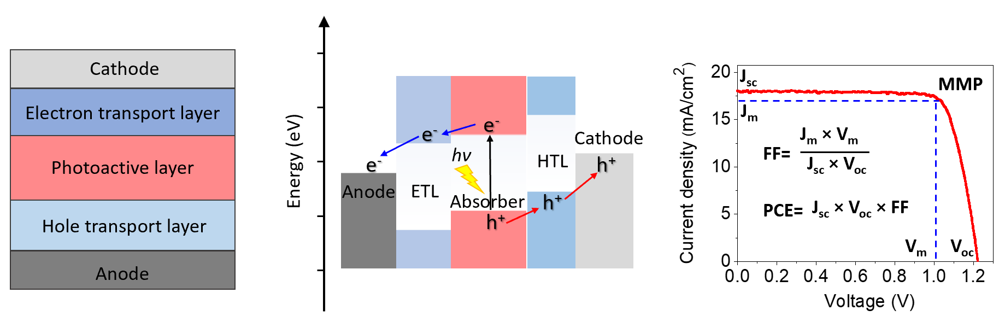 Cathode
Electron transport layer
Photoactive layer
Hole transport layer
Anode
Energy (eV)
e-
e-
e-
hν
Cathode
HTL
h+
Anode
ETL
Absorber
h+
h+
Current density (mA/cm2)
20
15
10
5
0
Jsc
MMP
Jm
FF= Jm × Vm
Jsc × Voc
PCE= Jsc × Voc × FF
Vm
Voc
0.0 0.2 0.4 0.6 0.8 1.0 1.2
Voltage (V)